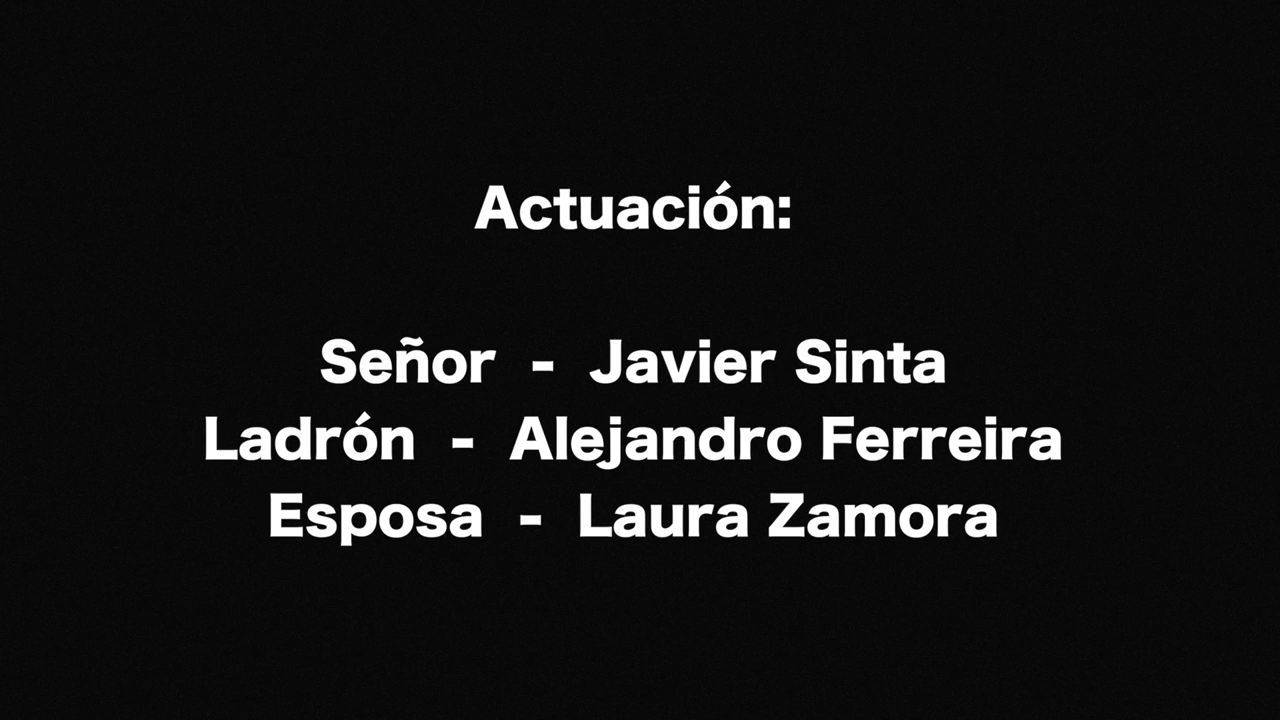 Actuación:
Señor - Javier Sinta
Ladrón - Alejandro Ferreira
Esposa - Laura Zamora